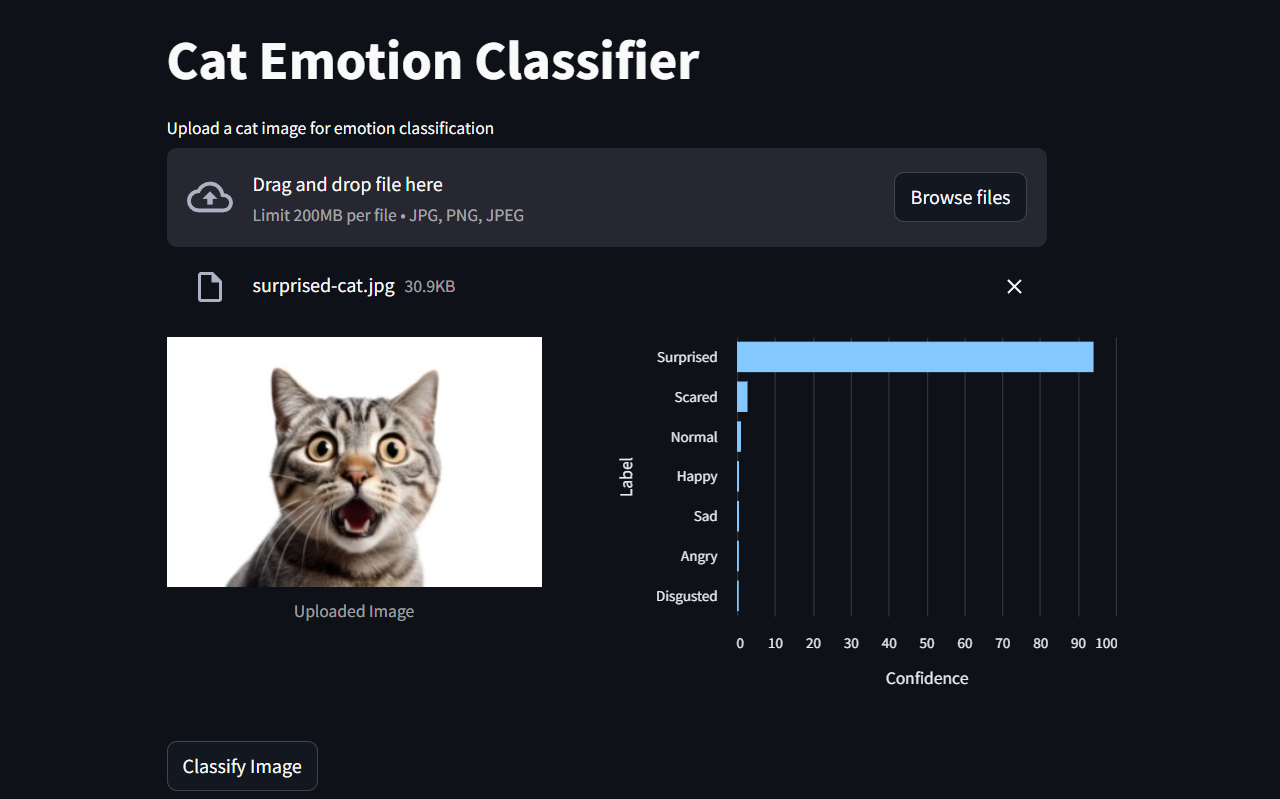 Cat Emotion Classifier
Upload a cat image for emotion classification
Drag and drop file here
Limit 200MB per file • JPG, PNG, JPEG
Browse files
surprised-cat.jpg 30.9KB
Uploaded Image
Label
Surprised
Scared
Normal
Happy
Sad
Angry
Disgusted
0 10 20 30 40 50 60 70 80 90 100
Confidence
Classify Image